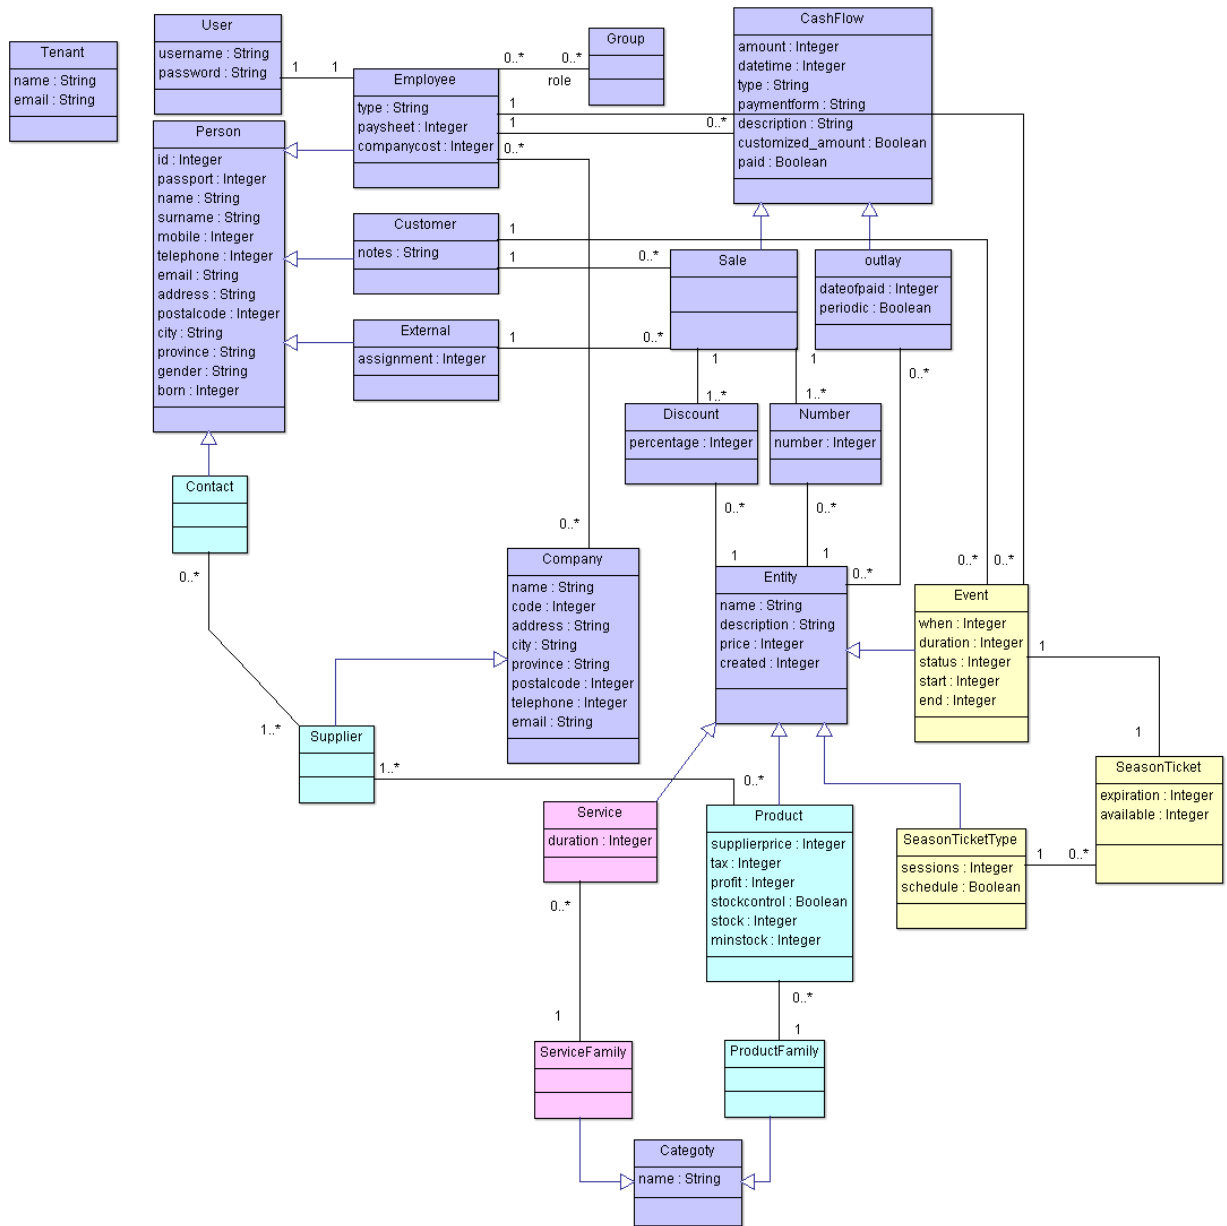 Tenant
name : String
email : String
User
username : String
password : String
1
1
Employee
type : String
paysheet : Integer
companycost : Integer
0..*
0..*
role
Group
CashFlow
amount : Integer
datetime : Integer
type : String
paymentform : String
description : String
customized_amount : Boolean
paid : Boolean
1
1
0..*
0..*
Person
id : Integer
passport : Integer
name : String
surname : String
mobile : Integer
telephone : Integer
email : String
address : String
postalcode : Integer
city : String
province : String
gender : String
born : Integer
Customer
notes : String
1
1
0..*
Sale
outlay
dateofpaid : Integer
periodic : Boolean
External
assignment : Integer
1
0..*
1
1
0..*
1..*
1..*
Discount
percentage : Integer
Number
number : Integer
Contact
0..*
0..*
0..*
0..*
1
1
0..*
0..*
0..*
Company
name : String
code : Integer
address : String
city : String
province : String
postalcode : Integer
telephone : Integer
email : String
Entity
name : String
description : String
price : Integer
created : Integer
Event
when : Integer
duration : Integer
status : Integer
start : Integer
end : Integer
1
1
1..*
Supplier
1..*
0..*
SeasonTicket
expiration : Integer
available : Integer
Service
duration : Integer
Product
supplierprice : Integer
tax : Integer
profit : Integer
stockcontrol : Boolean
stock : Integer
minstock : Integer
SeasonTicketType
sessions : Integer
schedule : Boolean
1
0..*
0..*
0..*
1
1
ServiceFamily
ProductFamily
Categoty
name : String